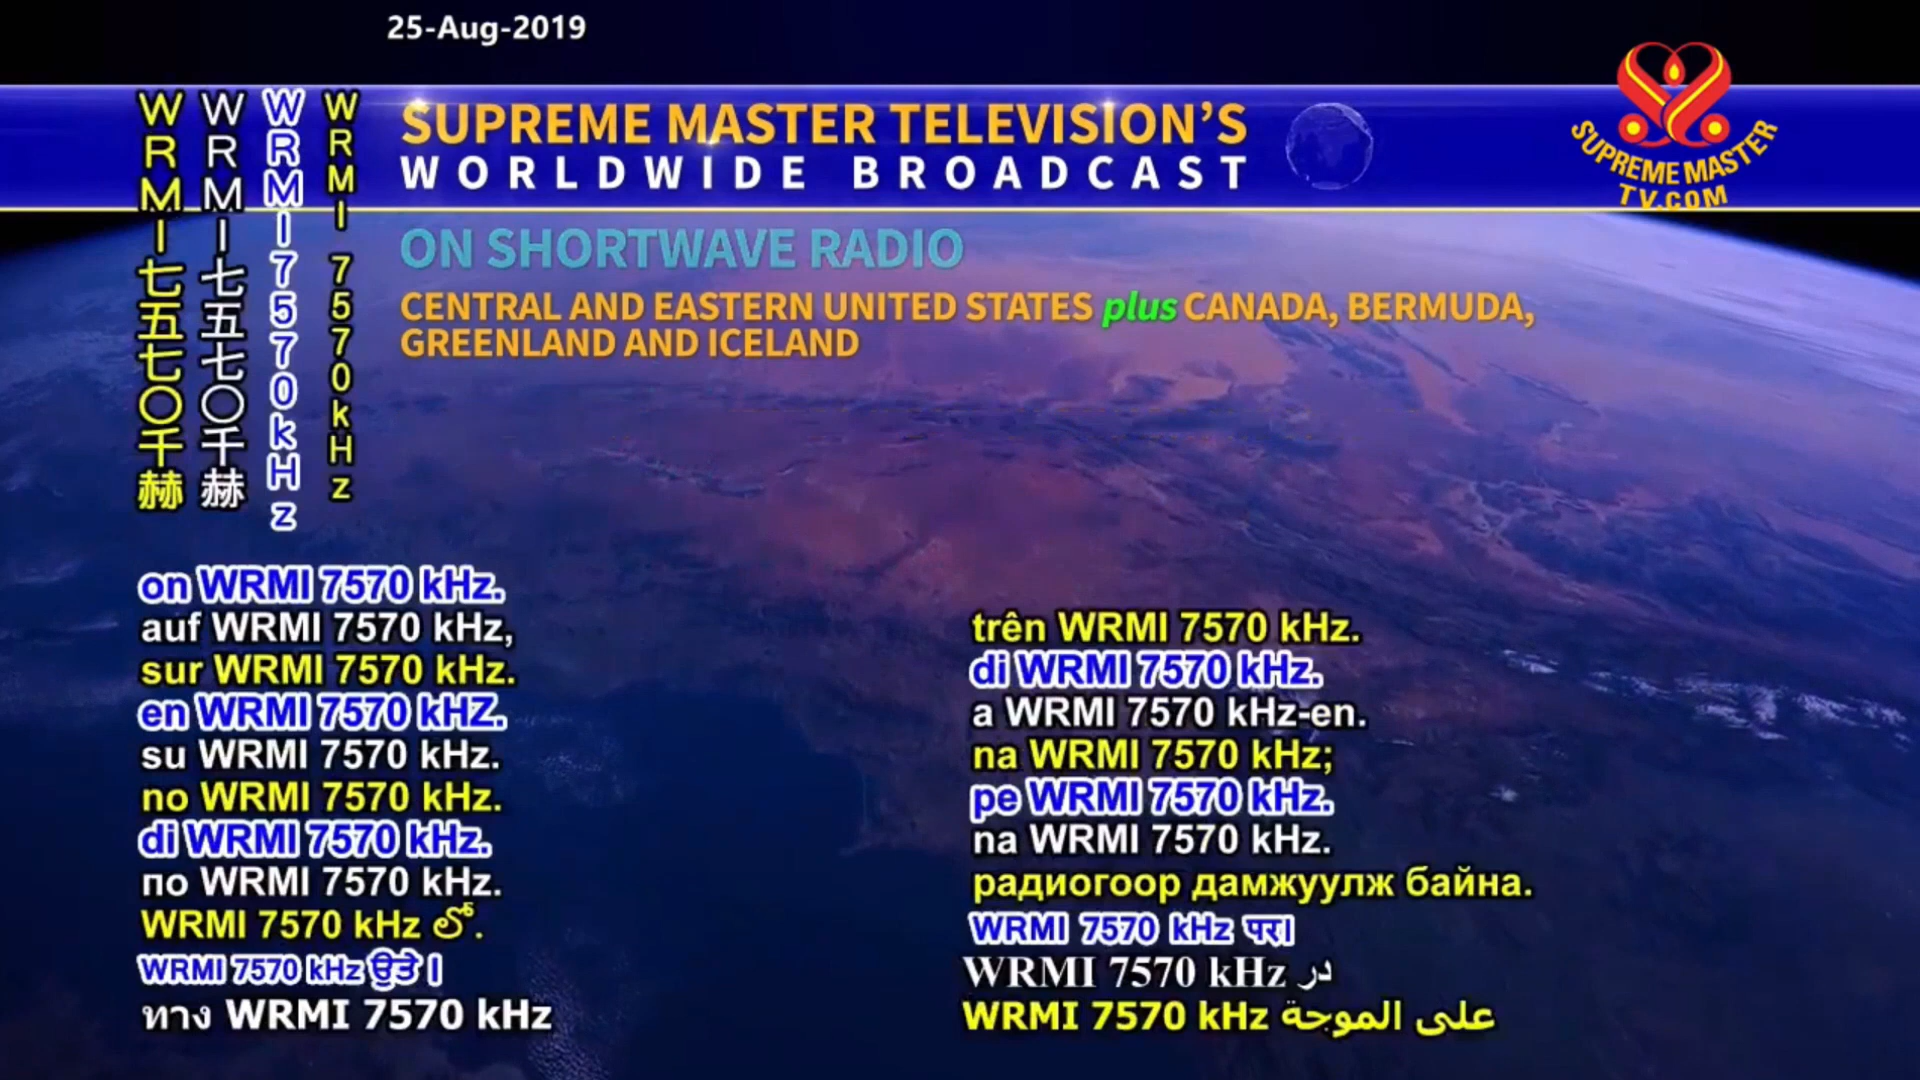 25-Aug-2019
SUPREME MASTER TELEVISION'S
WORLDWIDE BROADCAST
SUPREME MASTER
TV.COM
ON SHORTWAVE RADIO
CENTRAL AND EASTERN UNITED STATES plus CANADA, BERMUDA,
GREENLAND AND ICELAND
WRMI七五七〇千赫
WRMI七五七〇千赫
WRMI7570kHz
WRMI 7570kHz
on WRMI 7570 kHz.
auf WRMI 7570 kHz,
sur WRMI 7570 kHz.
en WRMI 7570 kHZ.
su WRMI 7570 kHz.
no WRMI 7570 kHz.
di WRMI 7570 kHz.
по WRMI 7570 kHz.
WRMI 7570 kHz లో.
WRMI 7570 kHz ਉਤੇ।
ทาง WRMI 7570 kHz
trên WRMI 7570 kHz.
di WRMI 7570 kHz.
a WRMI 7570 kHz-en.
na WRMI 7570 kHz;
pe WRMI 7570 kHz.
на WRMI 7570 kHz.
радиогоор дамжуулж байна.
WRMI 7570 kHz पर।
WRMI 7570 kHz در
WRMI 7570 kHz على الموجة